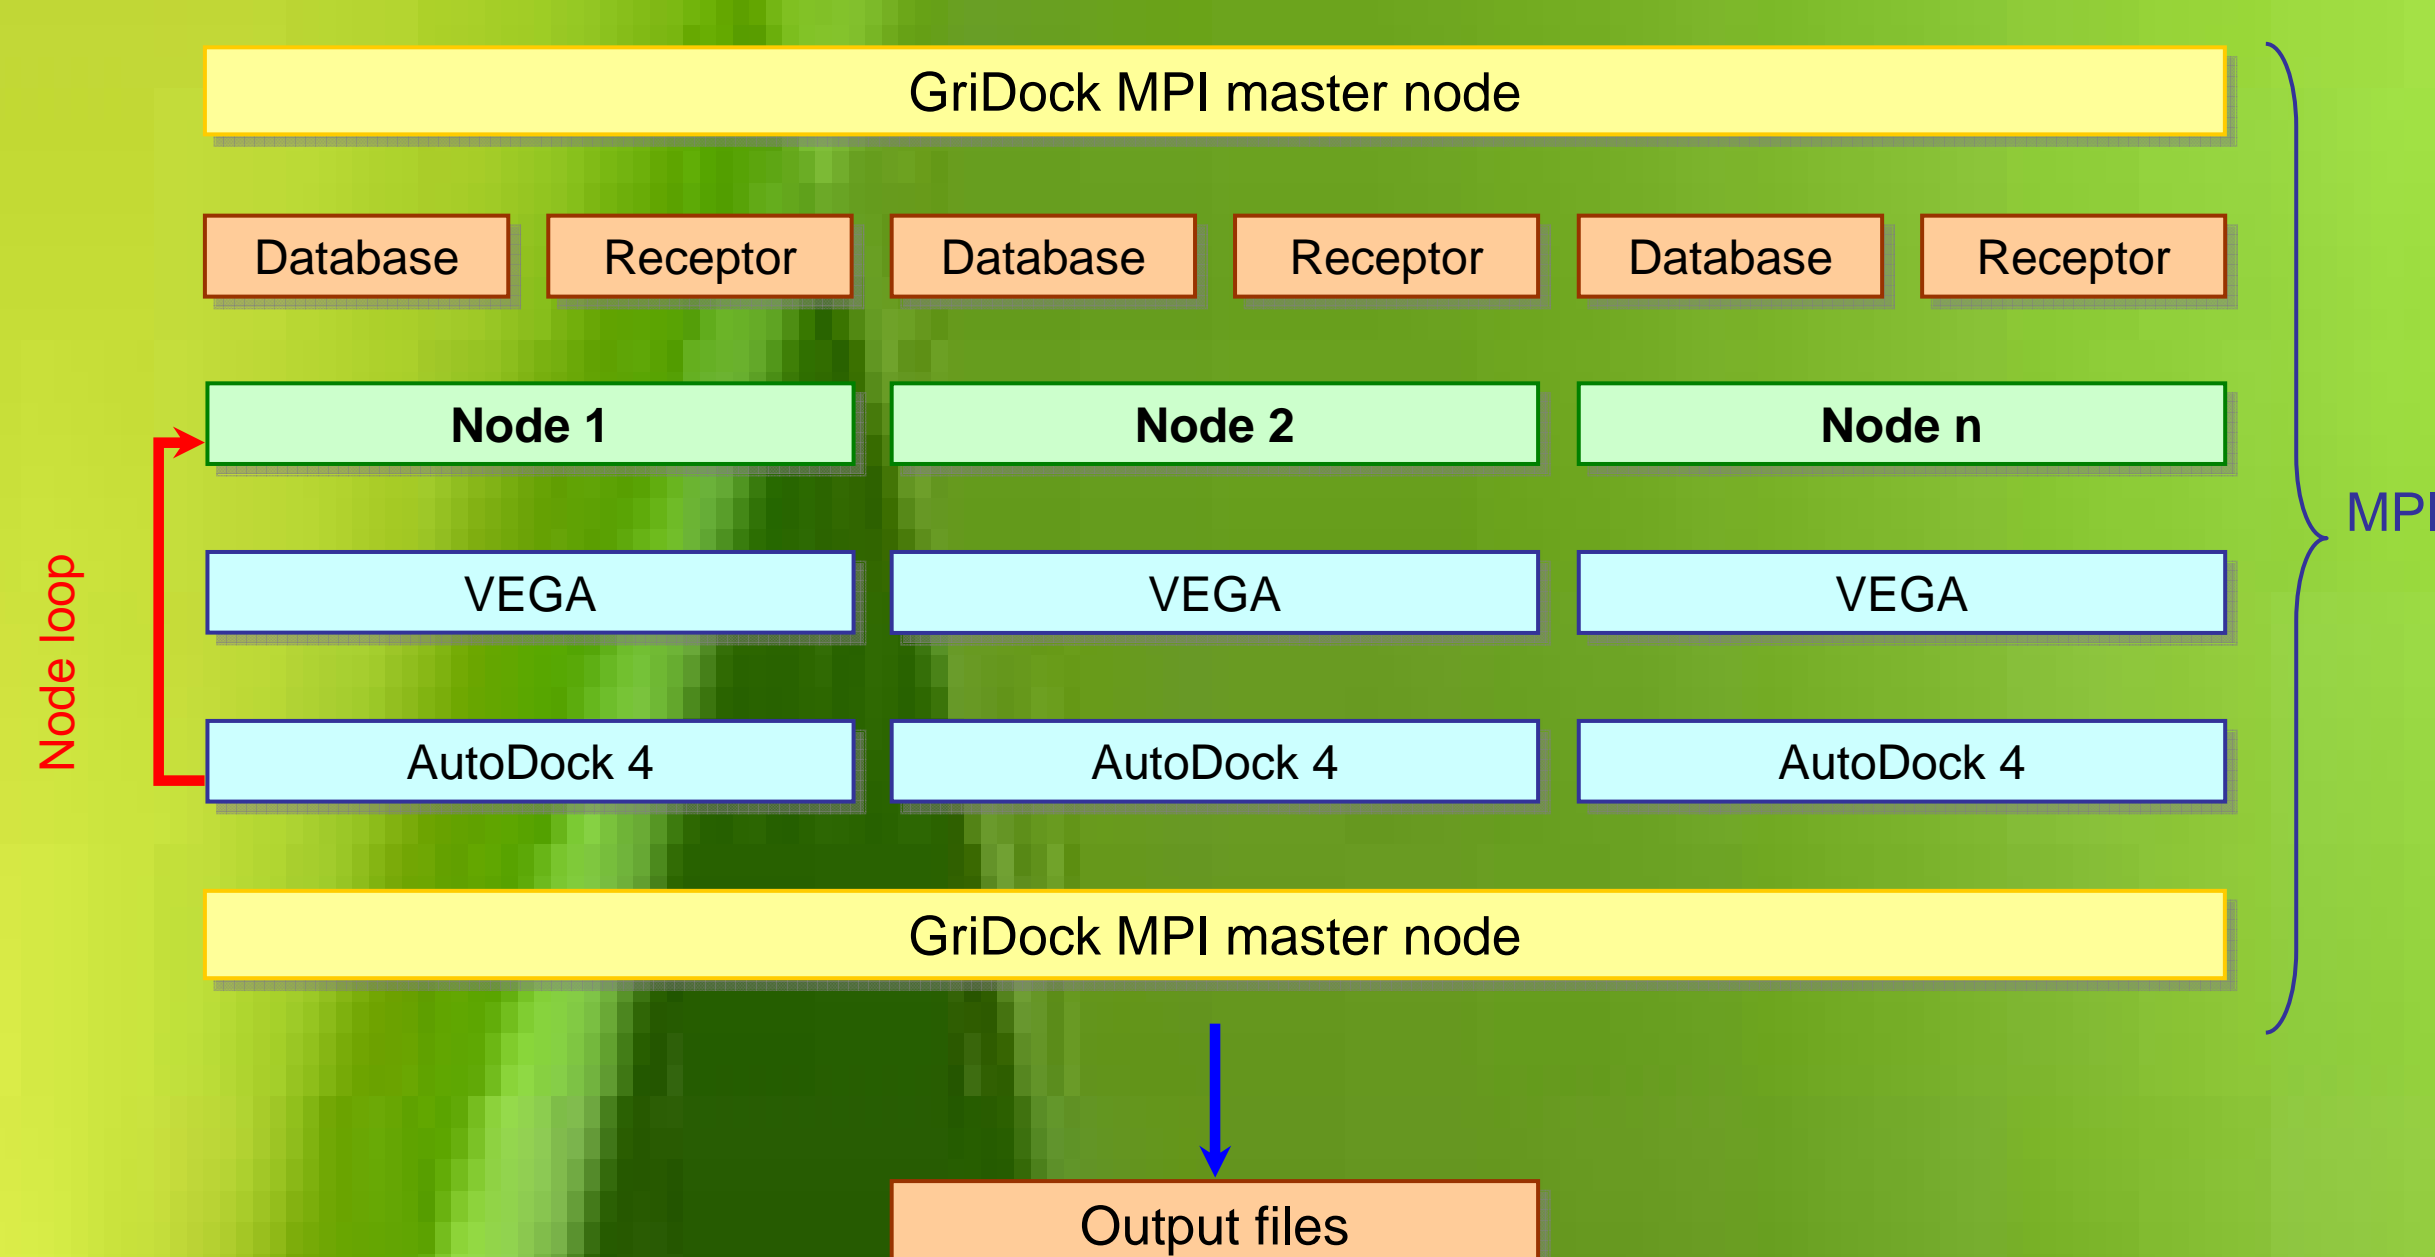 GriDock MPI master node
Database Receptor Database Receptor Database Receptor
Node 1 Node 2 Node n
MPI
VEGA VEGA VEGA
Node loop
AutoDock 4 AutoDock 4 AutoDock 4
GriDock MPI master node
Output files